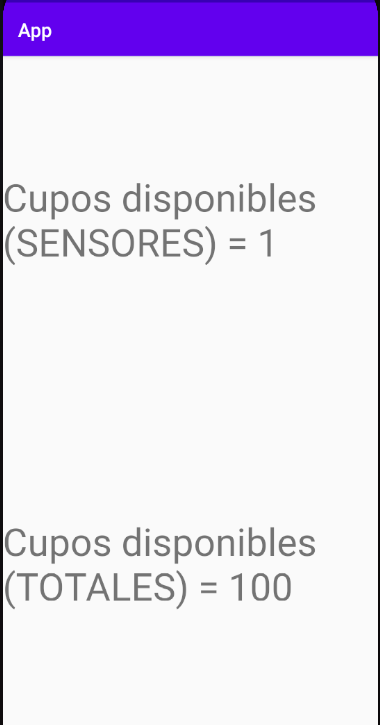 App
Cupos disponibles
(SENSORES) = 1
Cupos disponibles
(TOTALES) = 100